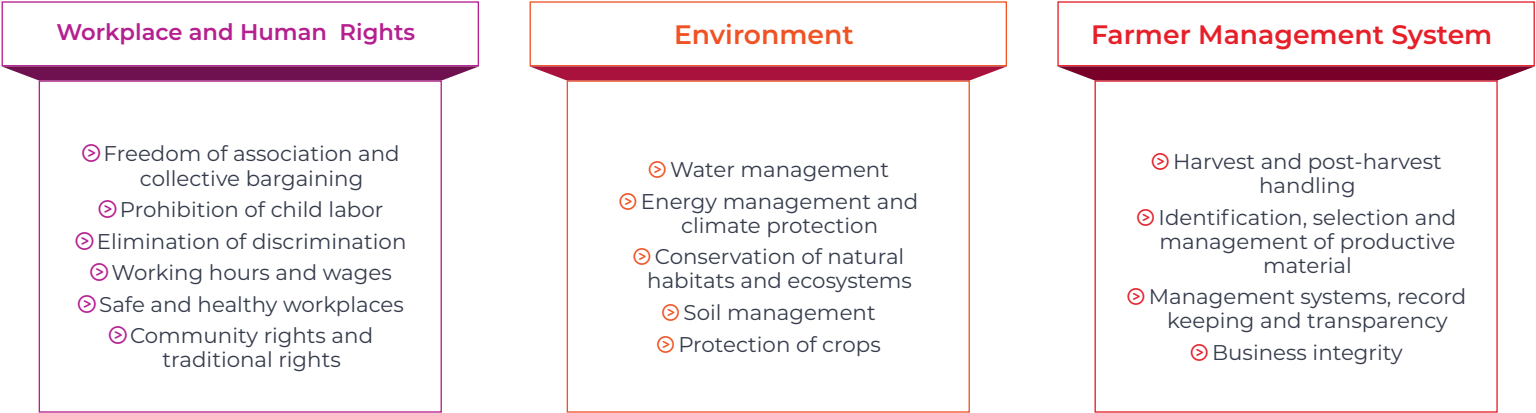 Workplace and Human Rights
Freedom of association and
collective bargaining
Prohibition of child labor
Elimination of discrimination
Working hours and wages
Safe and healthy workplaces
Community rights and
traditional rights
Environment
Water management
Energy management and
climate protection
Conservation of natural
habitats and ecosystems
Soil management
Protection of crops
Farmer Management System
Harvest and post-harvest
handling
Identification, selection and
management of productive
material
Management systems, record
keeping and transparency
Business integrity